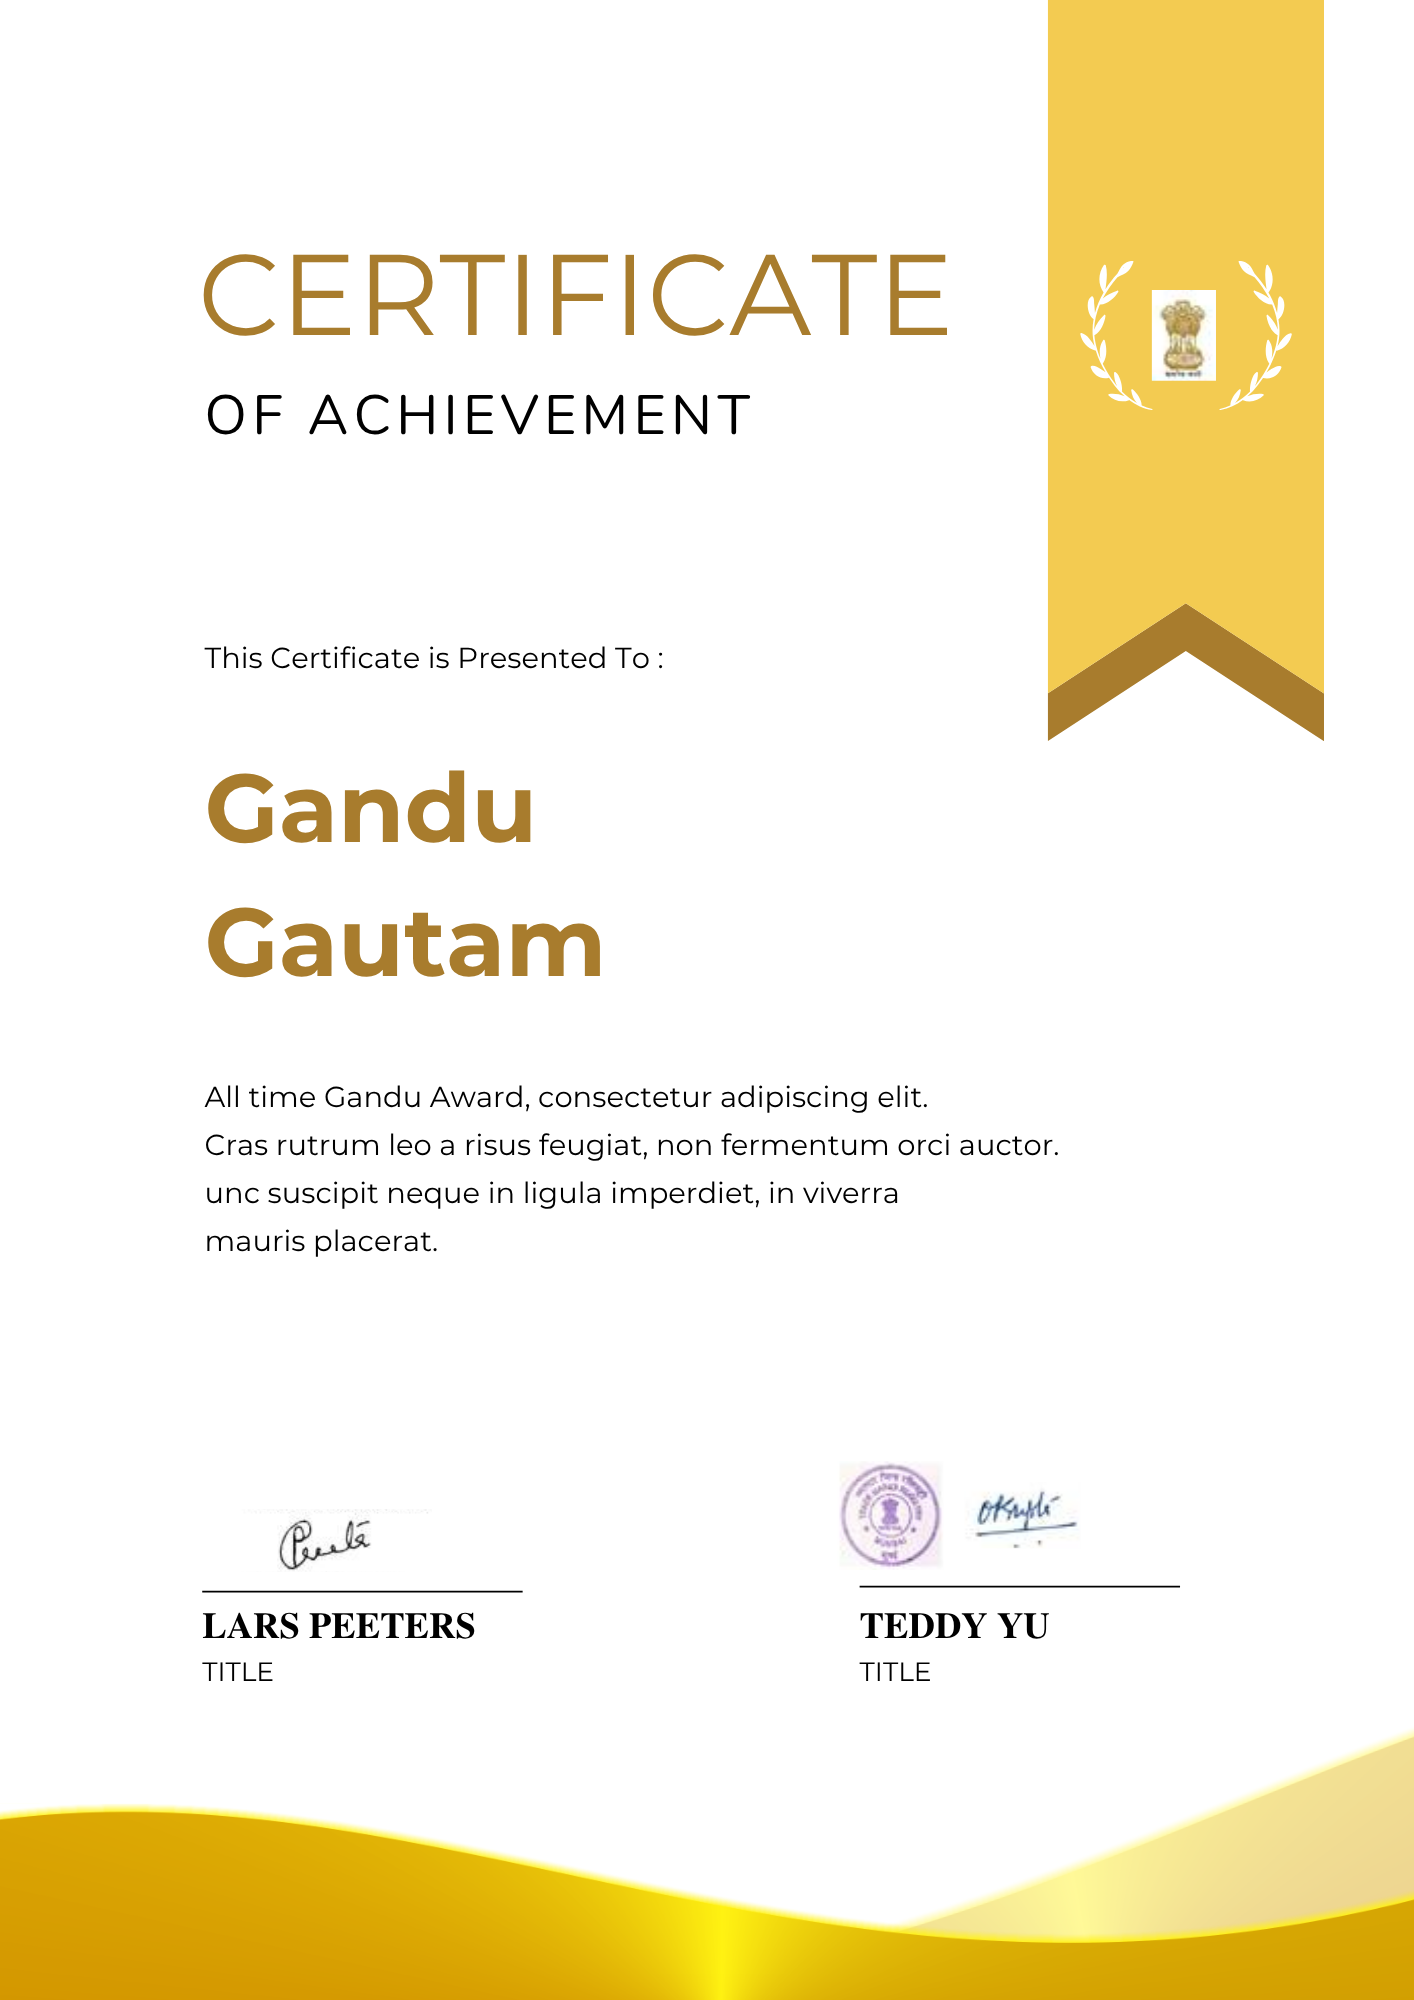 CERTIFICATE
OF ACHIEVEMENT
This Certificate is Presented To :
Gandu
Gautam
All time Gandu Award, consectetur adipiscing elit.
Cras rutrum leo a risus feugiat, non fermentum orci auctor.
unc suscipit neque in ligula imperdiet, in viverra
mauris placerat.
LARS PEETERS
TITLE
TEDDY YU
TITLE